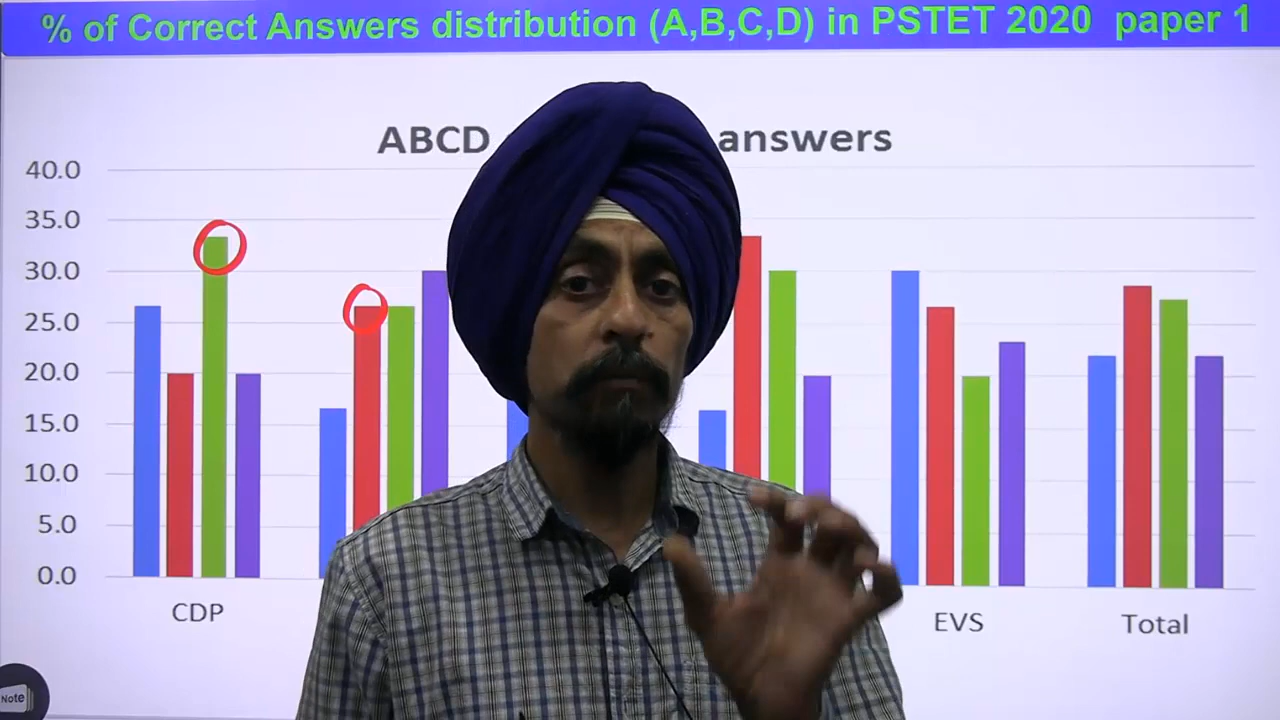 % of Correct Answers distribution (A,B,C,D) in PSTET 2020 paper 1
ABCD answers
40.0
35.0
30.0
25.0
20.0
15.0
10.0
5.0
0.0
CDP EVS Total
Note